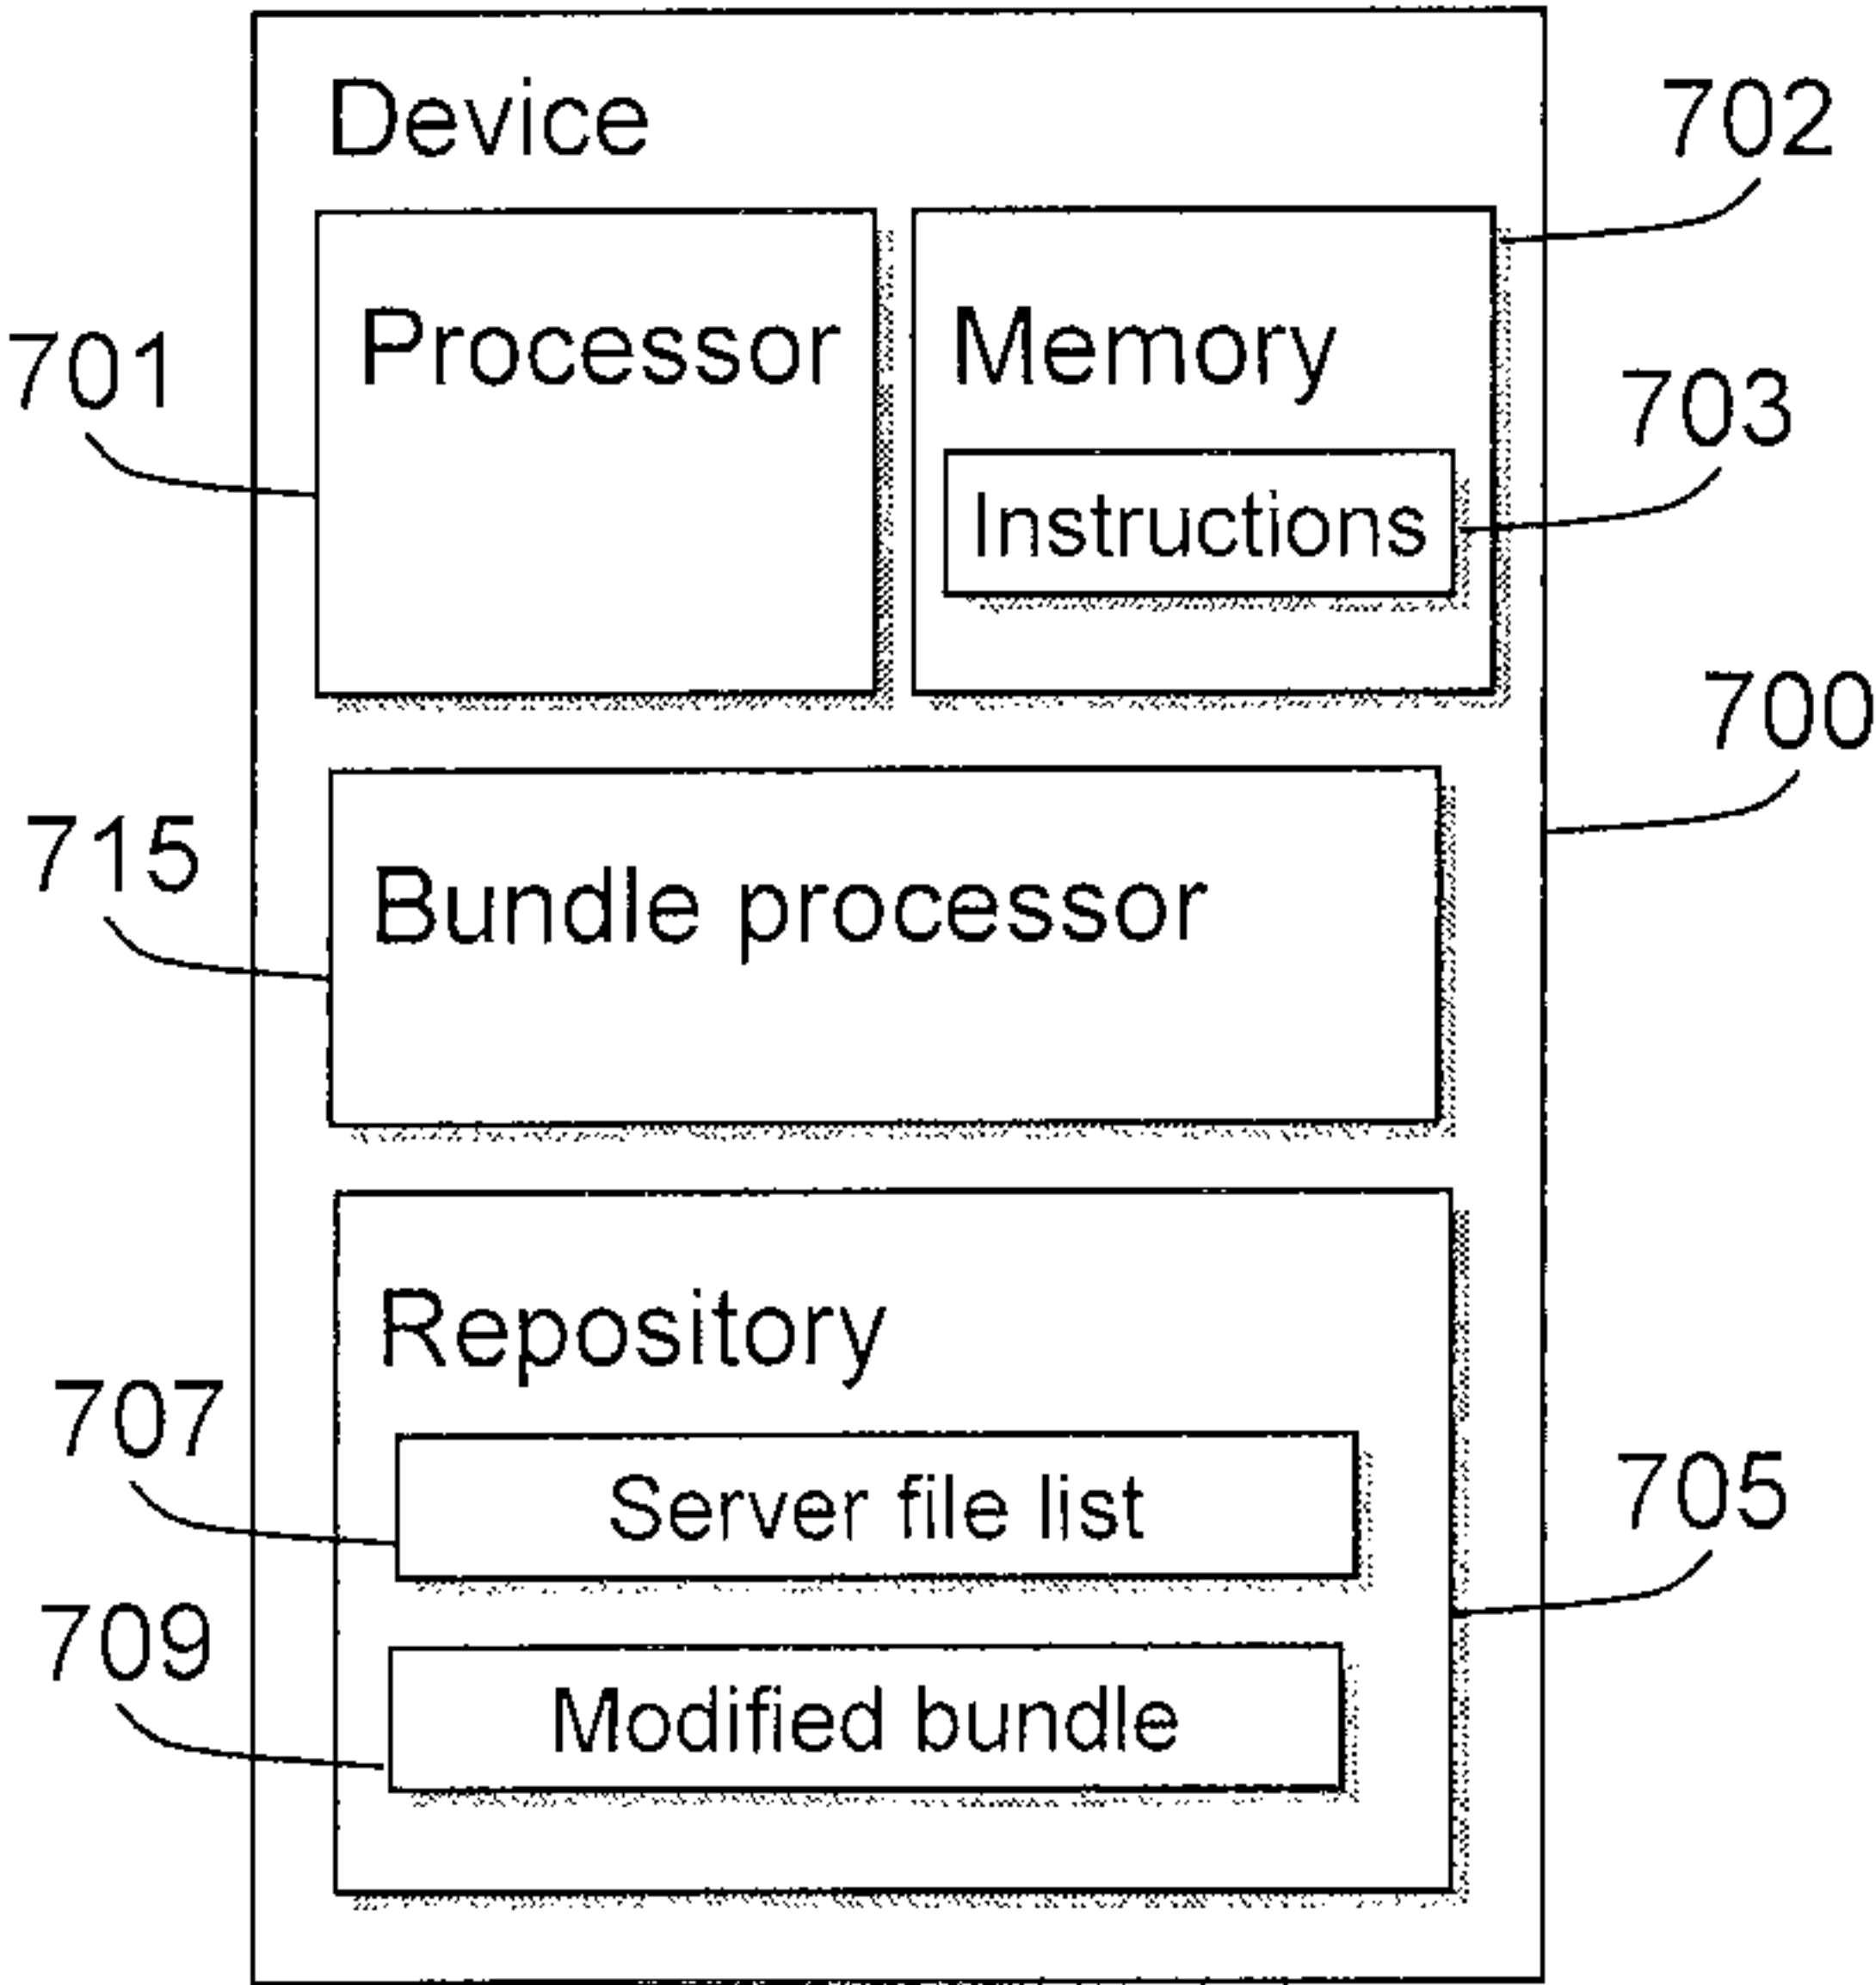 Device
702
Processor
Memory
701
703
Instructions
700
715
Bundle processor
Repository
707
Server file list
705
709
Modified bundle